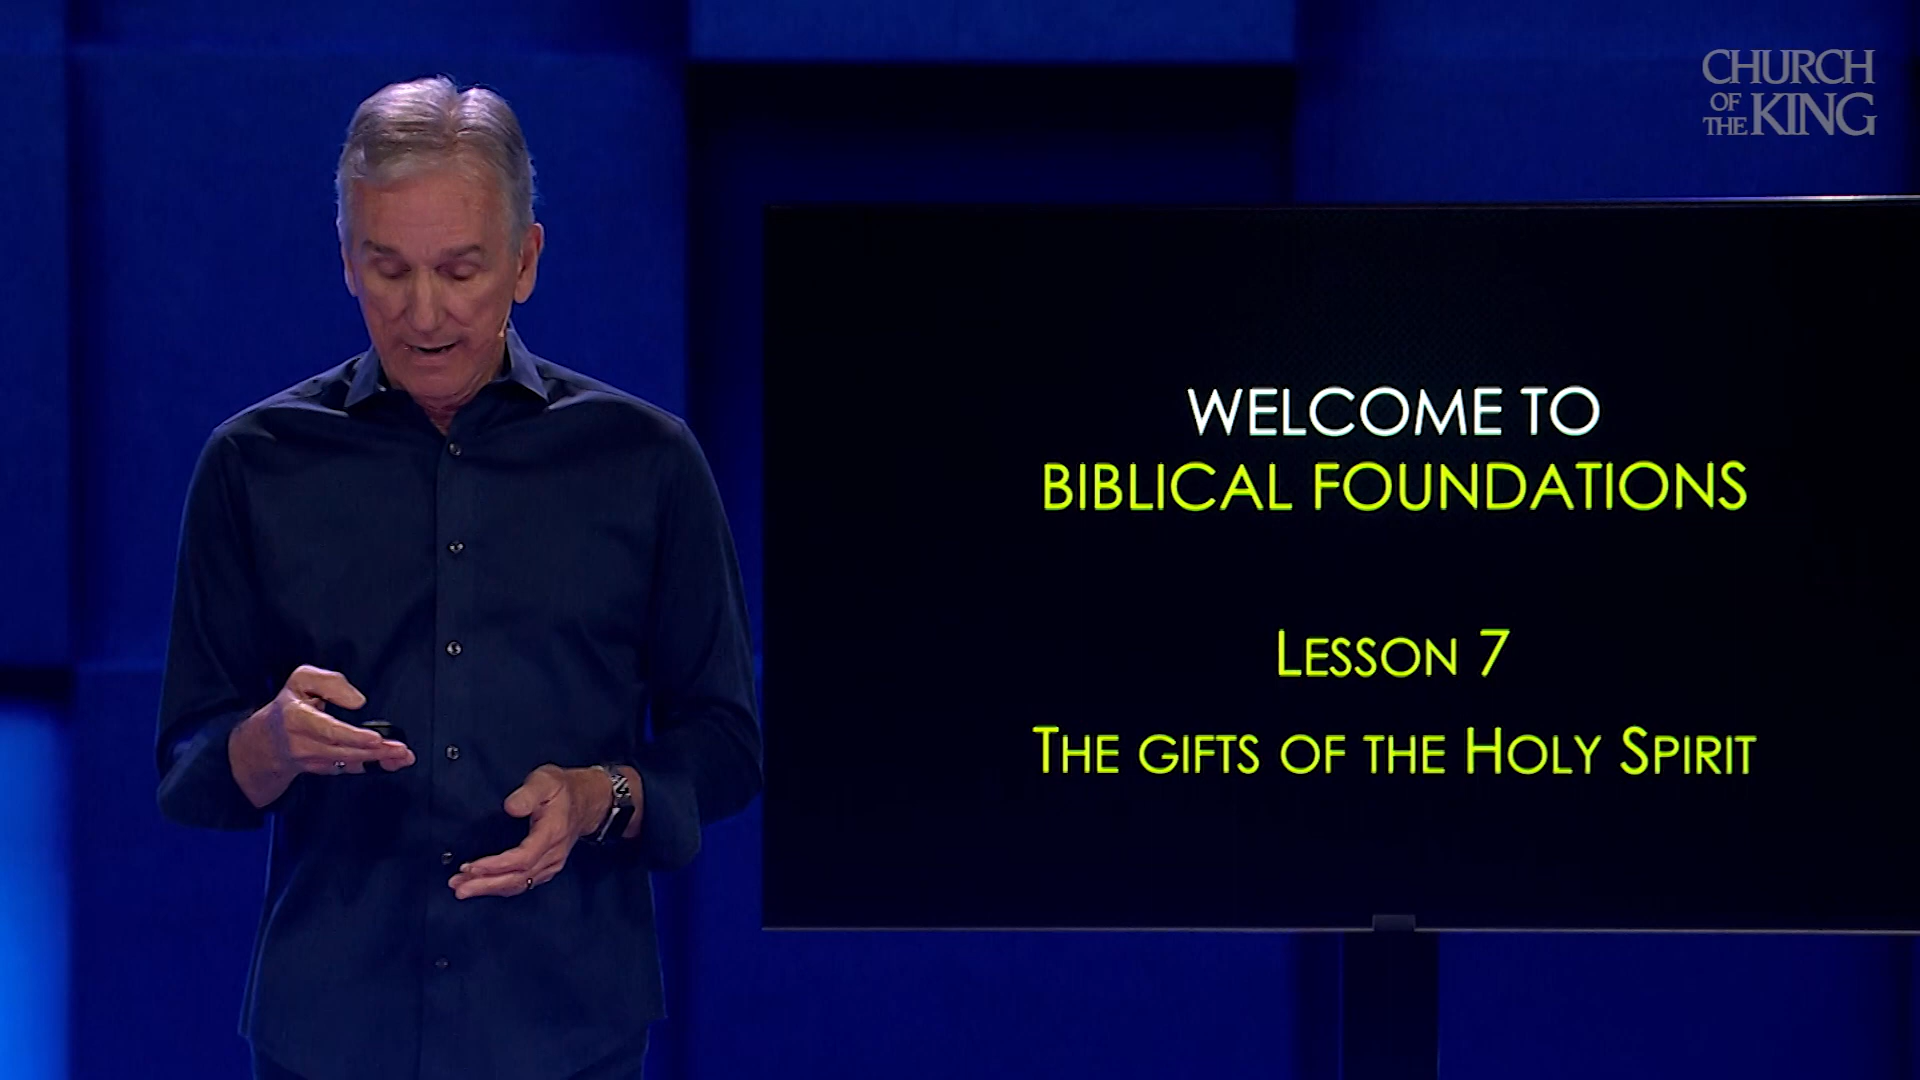 CHURCH
OF
THE KING
WELCOME TO
BIBLICAL FOUNDATIONS
LESSON 7
THE GIFTS OF THE HOLY SPIRIT